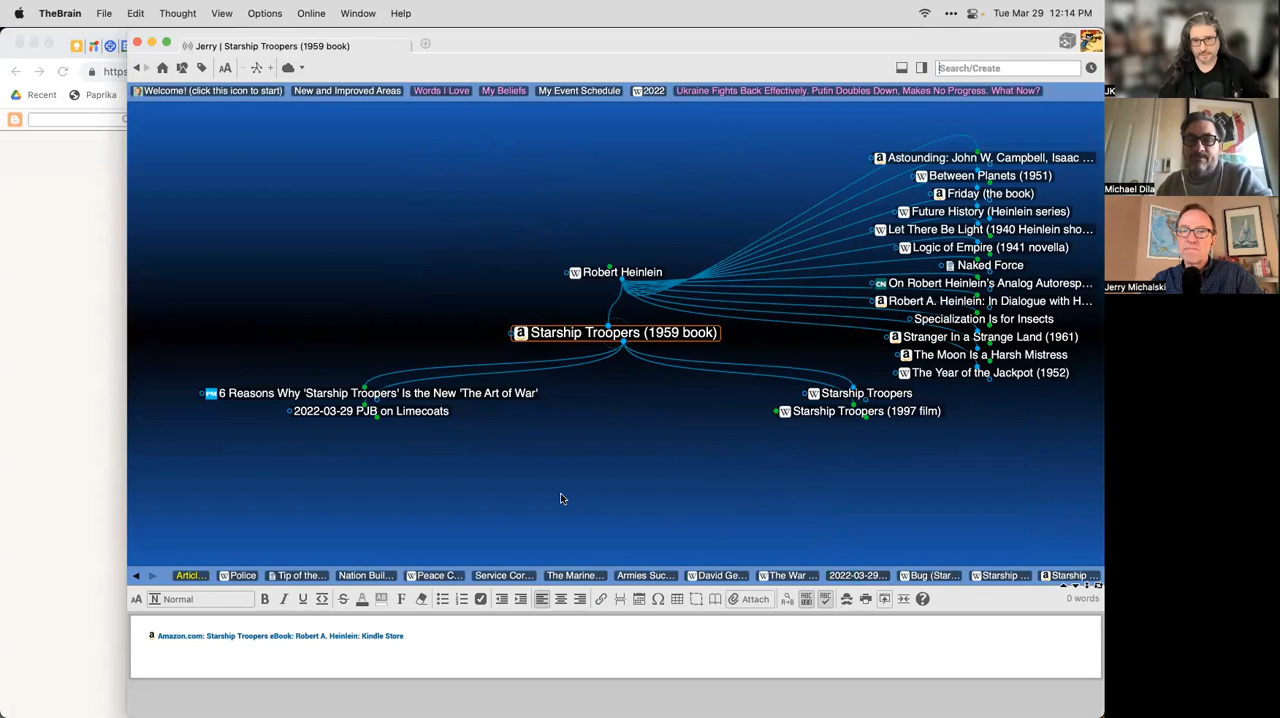 TheBrain File Edit Thought View Options Online Window Help Tue Mar 29 12:14 PM
Jerry | Starship Troopers (1959 book)
https
Search/Create
Recent Paprika
Welcome! (click this icon to start) New and Improved Areas Words I Love My Beliefs My Event Schedule 2022 Ukraine Fights Back Effectively. Putin Doubles Down, Makes No Progress. What Now?
JK
Astounding: John W. Campbell, Isaac ...
Between Planets (1951)
Friday (the book)
Future History (Heinlein series)
Let There Be Light (1940 Heinlein sho...
Logic of Empire (1941 novella)
Naked Force
On Robert Heinlein's Analog Autoresp...
Robert A. Heinlein: In Dialogue with H...
Specialization Is for Insects
Stranger In a Strange Land (1961)
The Moon Is a Harsh Mistress
The Year of the Jackpot (1952)
Michael Dila
Jerry Michalski
Robert Heinlein
Starship Troopers (1959 book)
6 Reasons Why 'Starship Troopers' Is the New 'The Art of War'
2022-03-29 PJB on Limecoats
Starship Troopers
Starship Troopers (1997 film)
Articl... Police Tip of the... Nation Buil... Peace C... Service Cor... The Marine... Armies Suc... David Ge... The War ... 2022-03-29... Bug (Star... Starship ... Starship ...
Normal B I U S A Attach 0 words
Amazon.com: Starship Troopers eBook: Robert A. Heinlein: Kindle Store